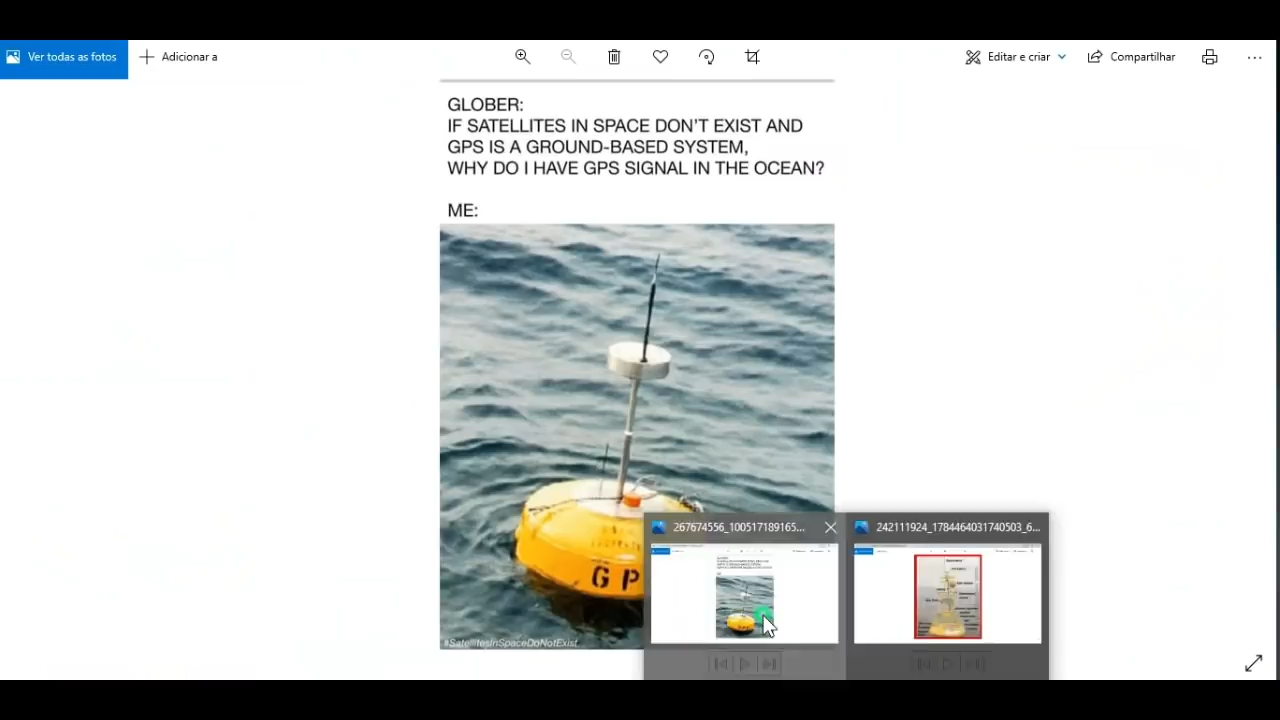 Ver todas as fotos
Adicionar a
Editar e criar
Compartilhar
GLOBER:
IF SATELLITES IN SPACE DON'T EXIST AND
GPS IS A GROUND-BASED SYSTEM,
WHY DO I HAVE GPS SIGNAL IN THE OCEAN?
ME:
G P
#SatellitesInSpaceDoNotExist
267674556_100517189165...
242111924_1784464031740503_6...